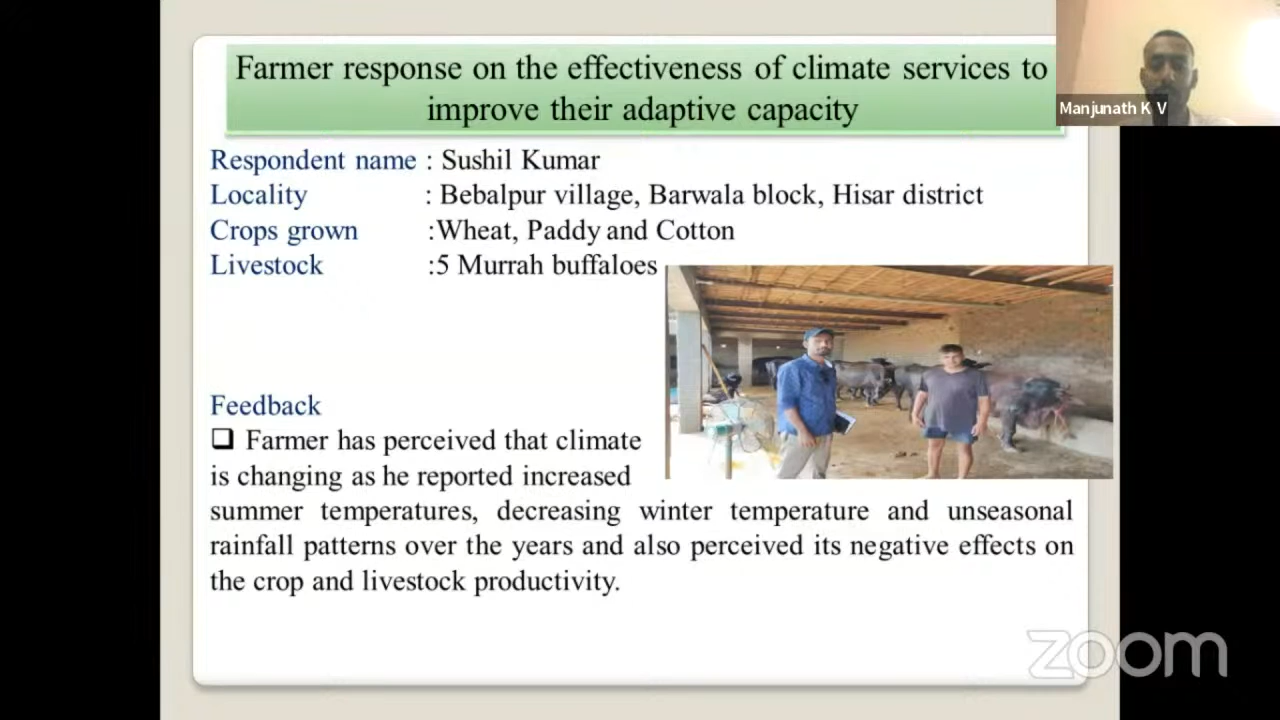 Farmer response on the effectiveness of climate services to
improve their adaptive capacity
Manjunath K V
Respondent name : Sushil Kumar
Locality : Bebalpur village, Barwala block, Hisar district
Crops grown :Wheat, Paddy and Cotton
Livestock :5 Murrah buffaloes
Feedback
❑ Farmer has perceived that climate
is changing as he reported increased
summer temperatures, decreasing winter temperature and unseasonal
rainfall patterns over the years and also perceived its negative effects on
the crop and livestock productivity.
zoom